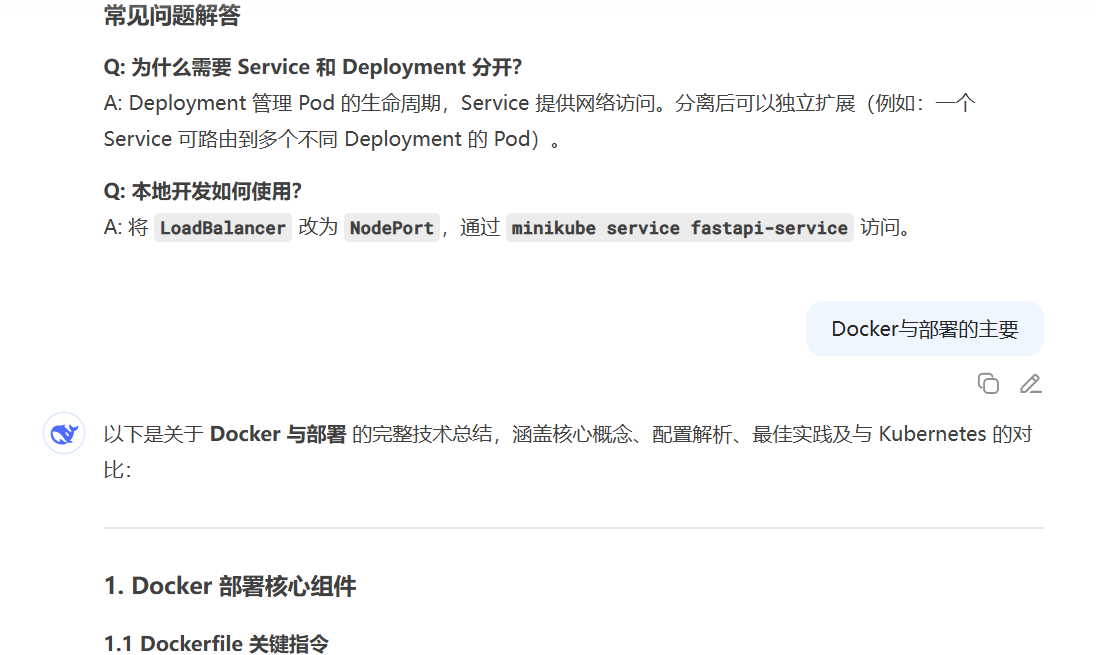 常见问题解答
Q: 为什么需要 Service 和 Deployment 分开？
A: Deployment 管理 Pod 的生命周期，Service 提供网络访问。分离后可以独立扩展（例如：一个
Service 可路由到多个不同 Deployment 的 Pod）。
Q: 本地开发如何使用？
A: 将 LoadBalancer 改为 NodePort，通过 minikube service fastapi-service 访问。
Docker与部署的主要
以下是关于 Docker 与部署 的完整技术总结，涵盖核心概念、配置解析、最佳实践及与 Kubernetes 的对
比：
1. Docker 部署核心组件
1.1 Dockerfile 关键指令